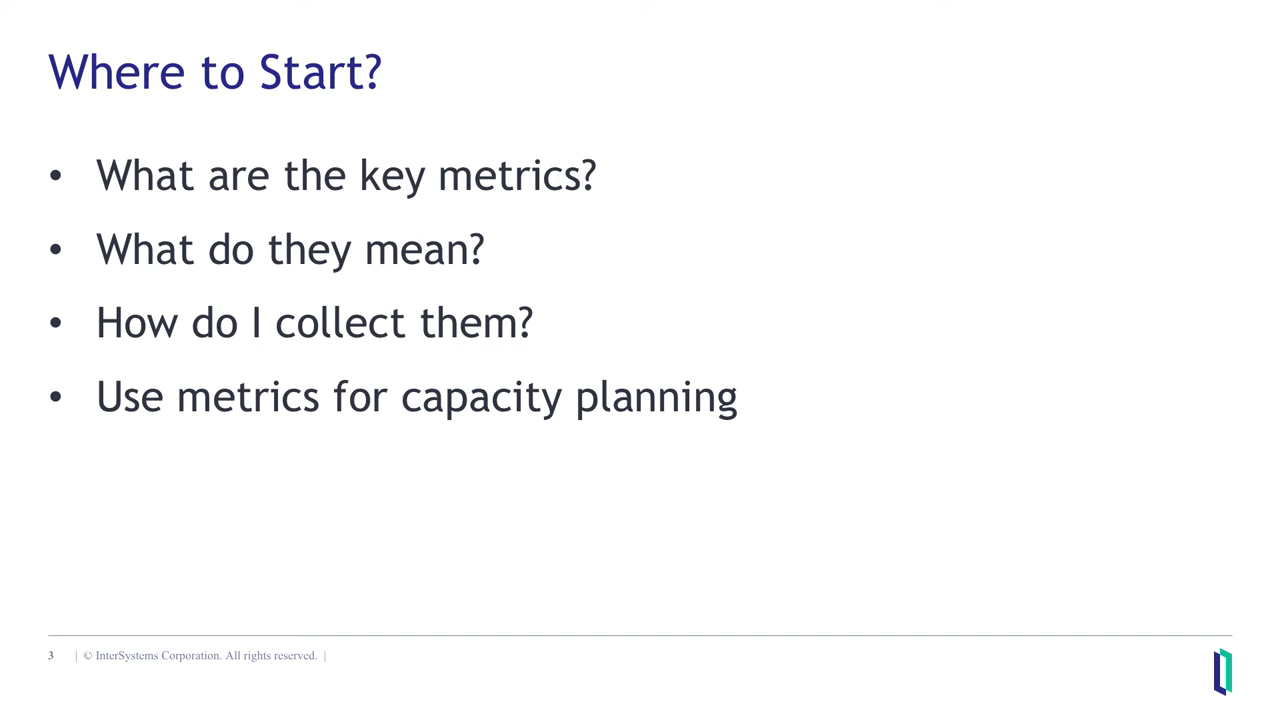 Where to Start?
• What are the key metrics?
• What do they mean?
• How do I collect them?
• Use metrics for capacity planning
3 | © InterSystems Corporation. All rights reserved. |